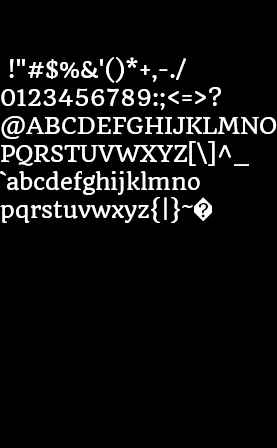 !"#$%&'()*+,-./
0123456789:;<=>?
@ABCDEFGHIJKLMNO
PQRSTUVWXYZ[\]^_
`abcdefghijklmno
pqrstuvwxyz{|}~�